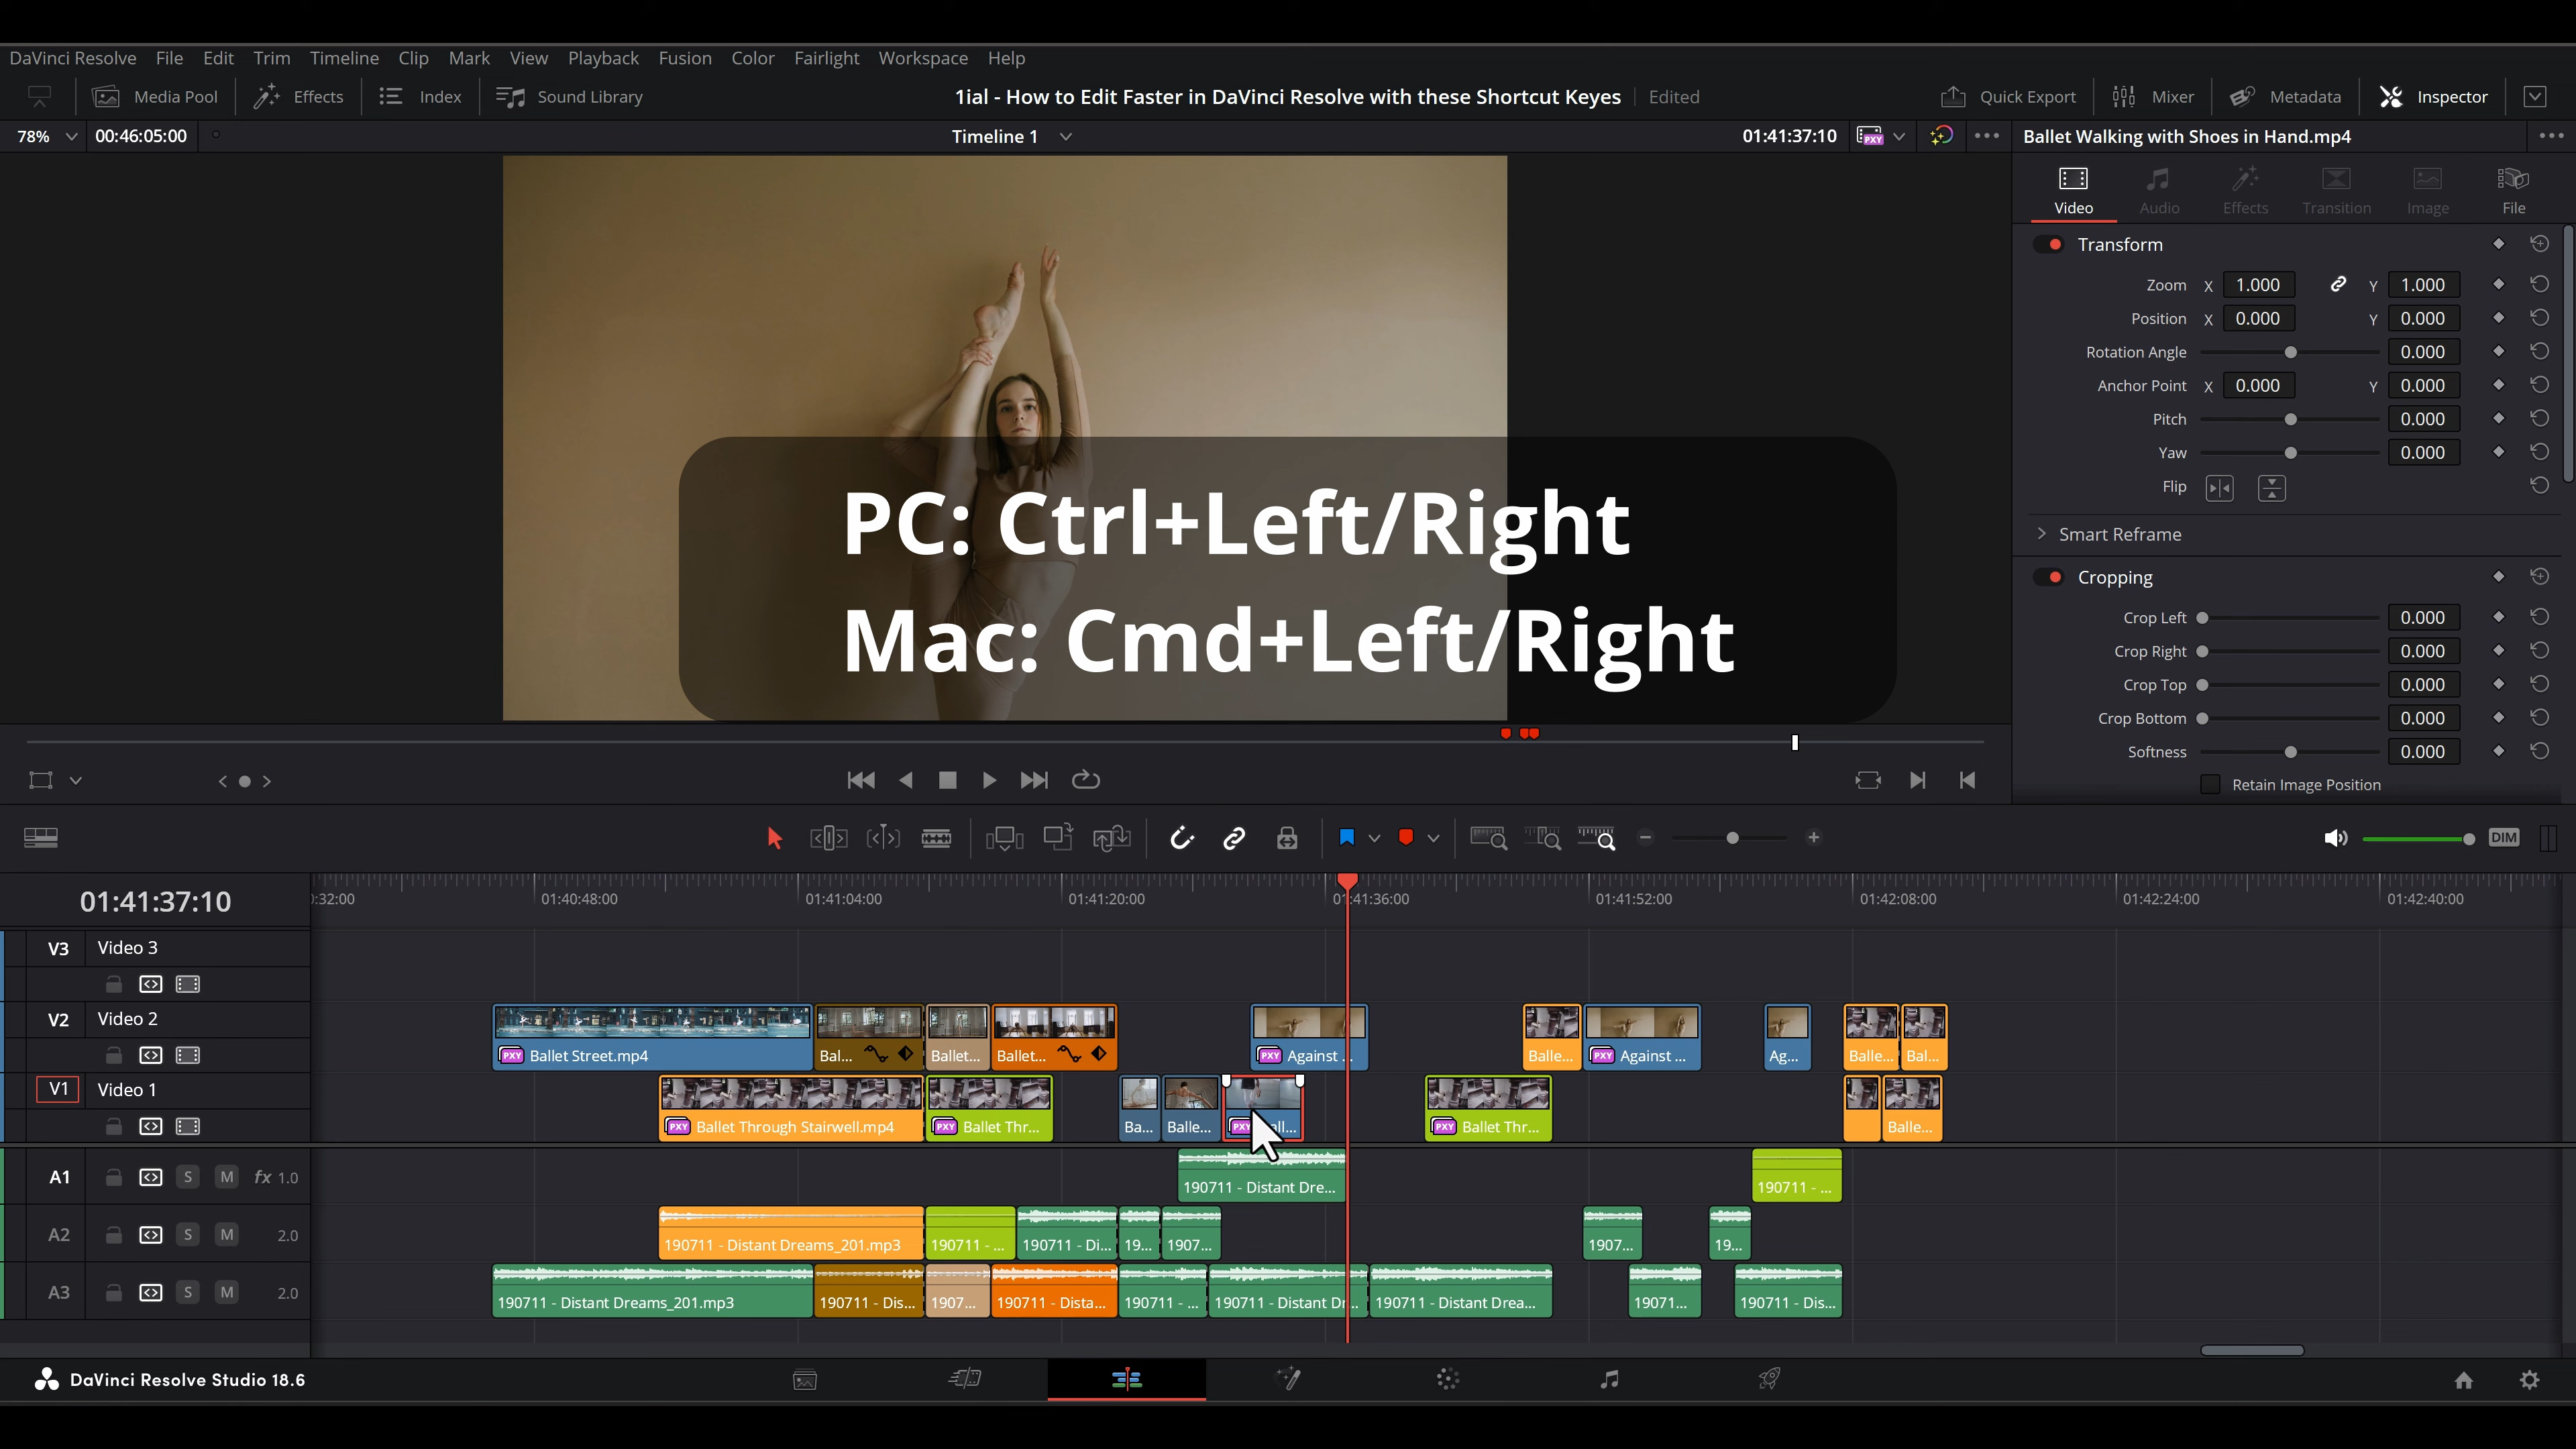 DaVinci Resolve File Edit Trim Timeline Clip Mark View Playback Fusion Color Fairlight Workspace Help
Media Pool Effects Index Sound Library 1ial - How to Edit Faster in DaVinci Resolve with these Shortcut Keyes Edited Quick Export Mixer Metadata Inspector
78% 00:46:05:00 Timeline 1 01:41:37:10 PXY Ballet Walking with Shoes in Hand.mp4
Video Audio Effects Transition Image File
Transform
Zoom X 1.000 Y 1.000
Position X 0.000 Y 0.000
Rotation Angle 0.000
Anchor Point X 0.000 Y 0.000
Pitch 0.000
Yaw 0.000
Flip
Smart Reframe
Cropping
Crop Left 0.000
Crop Right 0.000
Crop Top 0.000
Crop Bottom 0.000
Softness 0.000
Retain Image Position
PC: Ctrl+Left/Right
Mac: Cmd+Left/Right
DIM
01:41:37:10 0:32:00 01:40:48:00 01:41:04:00 01:41:20:00 01:41:36:00 01:41:52:00 01:42:08:00 01:42:24:00 01:42:40:00
V3 Video 3
V2 Video 2
PXY Ballet Street.mp4 Bal... Ballet... Ballet... PXY Against ... Balle... PXY Against ... Ag... Balle... Bal...
V1 Video 1
PXY Ballet Through Stairwell.mp4 PXY Ballet Thr... Ba... Balle... PXY Ballet Thr... Balle...
A1 S M fx 1.0 190711 - Distant Dre... 190711 - ...
A2 S M 2.0 190711 - Distant Dreams_201.mp3 190711 - ... 190711 - Di... 19... 1907... 1907... 19...
A3 S M 2.0 190711 - Distant Dreams_201.mp3 190711 - Dis... 1907... 190711 - Dista... 190711 - ... 190711 - Distant Dr... 190711 - Distant Drea... 19071... 190711 - Dis...
DaVinci Resolve Studio 18.6